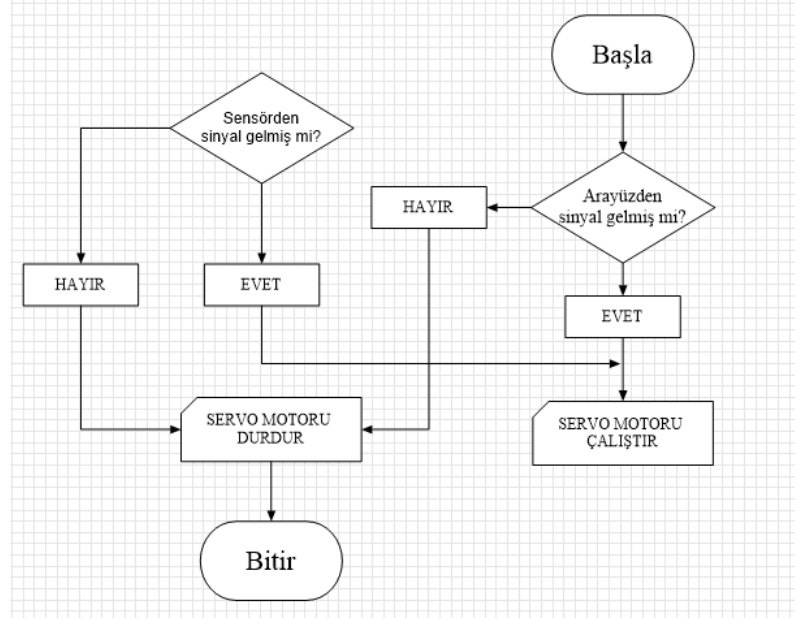 Başla
Sensörden
sinyal gelmiş mi?
Arayüzden
sinyal gelmiş mi?
HAYIR
HAYIR
EVET
EVET
SERVO MOTORU
DURDUR
SERVO MOTORU
ÇALIŞTIR
Bitir